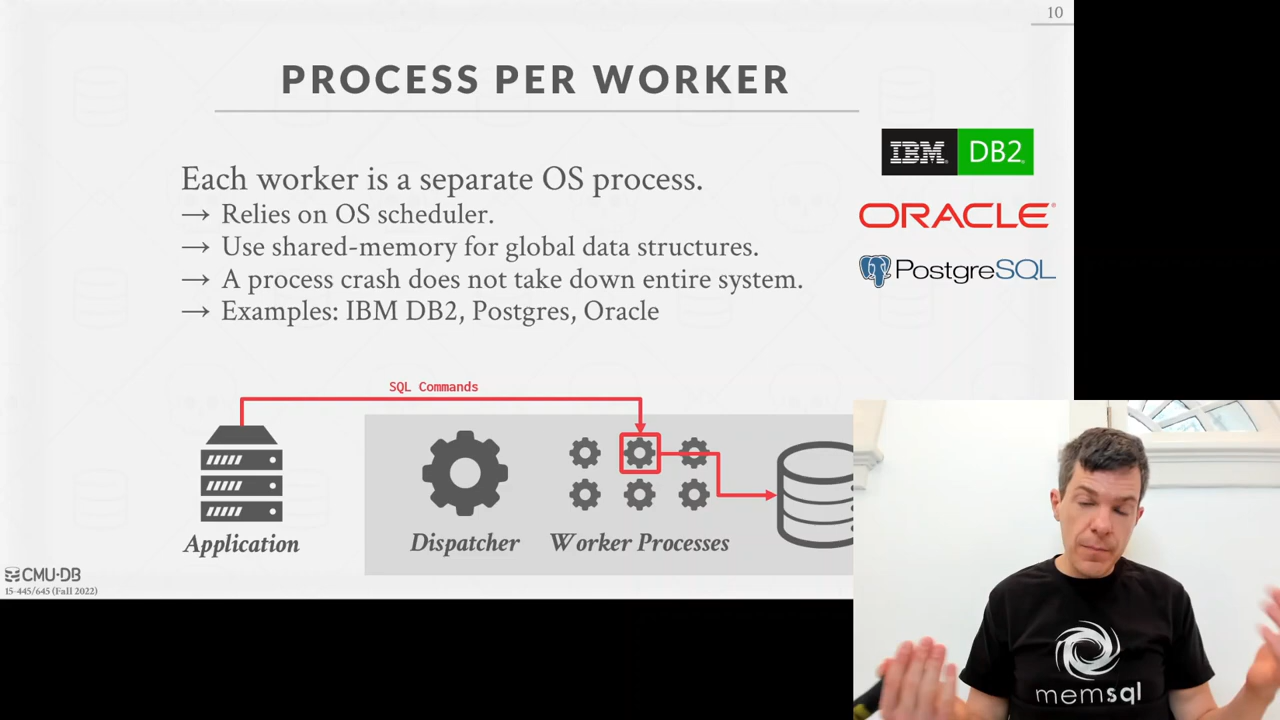 10
PROCESS PER WORKER
Each worker is a separate OS process.
→ Relies on OS scheduler.
→ Use shared-memory for global data structures.
→ A process crash does not take down entire system.
→ Examples: IBM DB2, Postgres, Oracle
IBM DB2
ORACLE
PostgreSQL
SQL Commands
Application
Dispatcher
Worker Processes
CMU·DB
15-445/645 (Fall 2022)
memsql